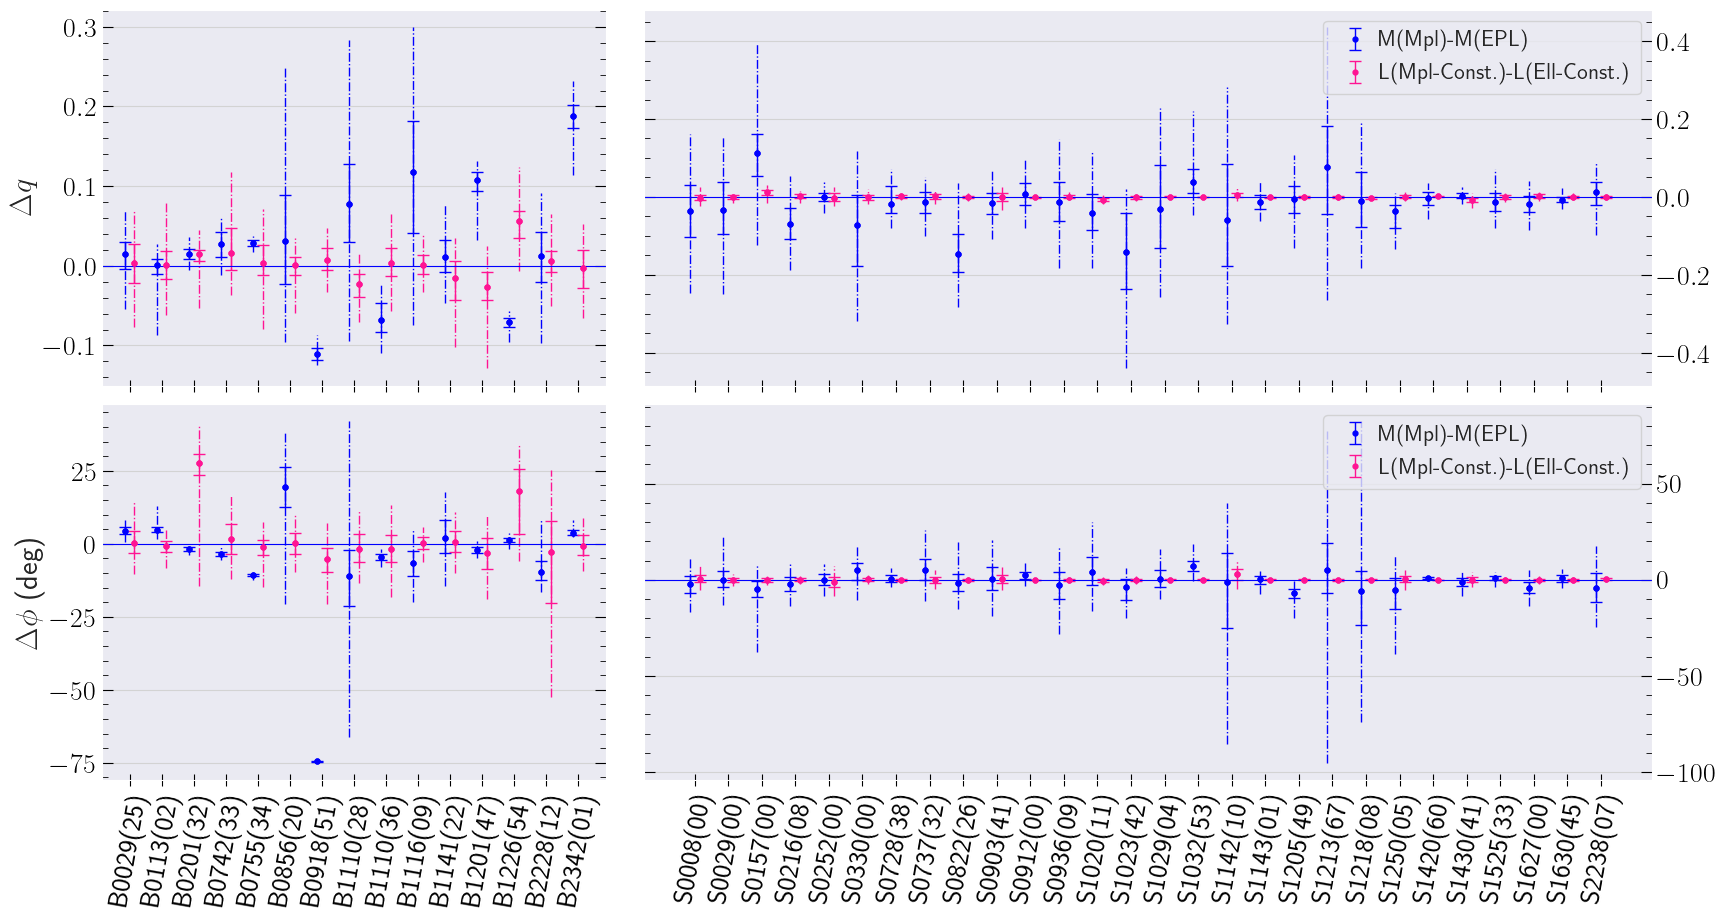 Δq
0.3
0.2
0.1
0.0
−0.1
M(Mpl)-M(EPL)
L(Mpl-Const.)-L(Ell-Const.)
0.4
0.2
0.0
−0.2
−0.4
Δϕ (deg)
25
0
−25
−50
−75
M(Mpl)-M(EPL)
L(Mpl-Const.)-L(Ell-Const.)
50
0
−50
−100
B0029(25)
B0113(02)
B0201(32)
B0742(33)
B0755(34)
B0856(20)
B0918(51)
B1110(28)
B1110(36)
B1116(09)
B1141(22)
B1201(47)
B1226(54)
B2228(12)
B2342(01)
S0008(00)
S0029(00)
S0157(00)
S0216(08)
S0252(00)
S0330(00)
S0728(38)
S0737(32)
S0822(26)
S0903(41)
S0912(00)
S0936(09)
S1020(11)
S1023(42)
S1029(04)
S1032(53)
S1142(10)
S1143(01)
S1205(49)
S1213(67)
S1218(08)
S1250(05)
S1420(60)
S1430(41)
S1525(33)
S1627(00)
S1630(45)
S2238(07)